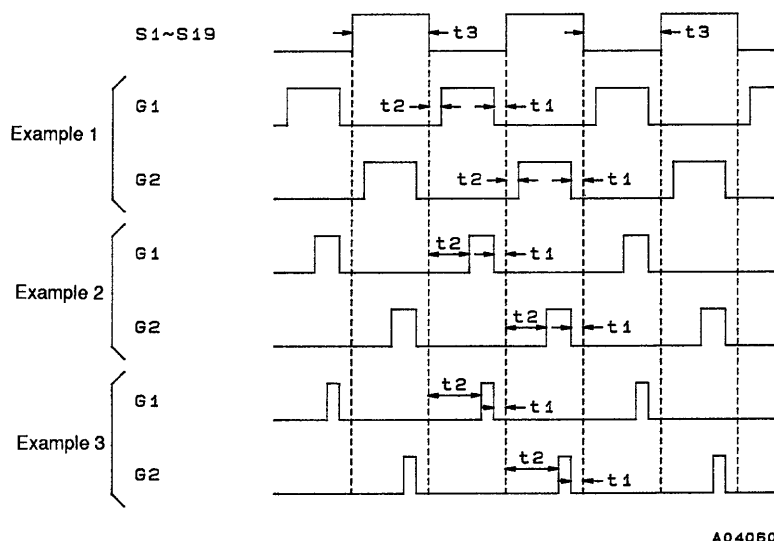 S1~S19
t3
t3
Example 1
G1
t2
t1
G2
t2
t1
Example 2
G1
t2
t1
G2
t2
t1
Example 3
G1
t2
t1
G2
t2
t1
A04060